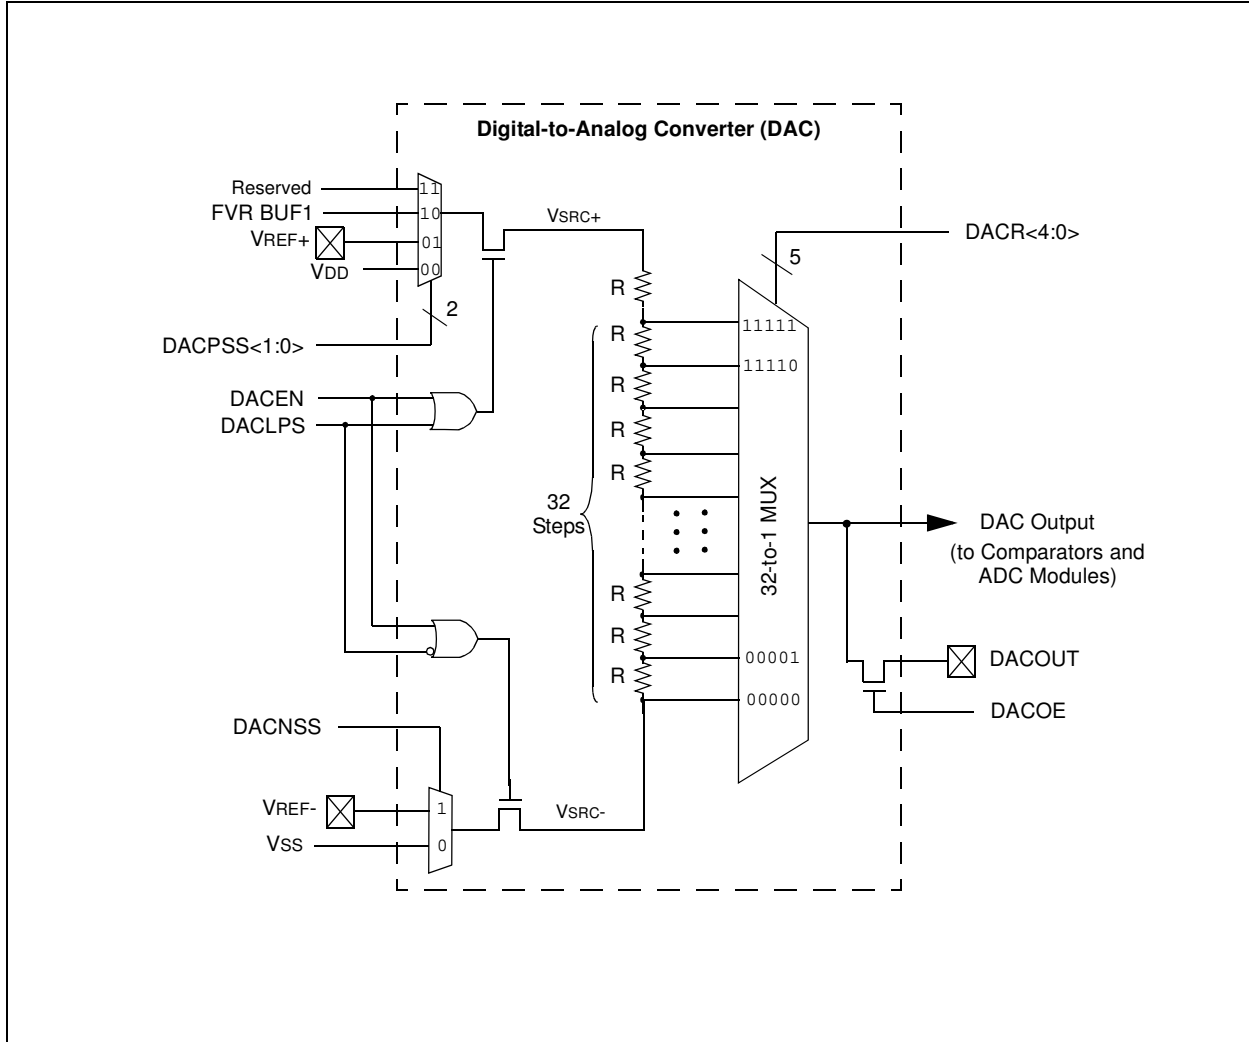 Digital-to-Analog Converter (DAC)
Reserved
11
FVR BUF1
10
VREF+
01
VDD
00
VSRC+
DACR<4:0>
5
2
DACPSS<1:0>
R
11111
R
11110
DACEN
R
DACLPS
R
R
32
Steps
32-to-1 MUX
DAC Output
(to Comparators and
ADC Modules)
R
R
00001
R
00000
DACOUT
DACOE
DACNSS
VREF-
1
VSRC-
VSS
0